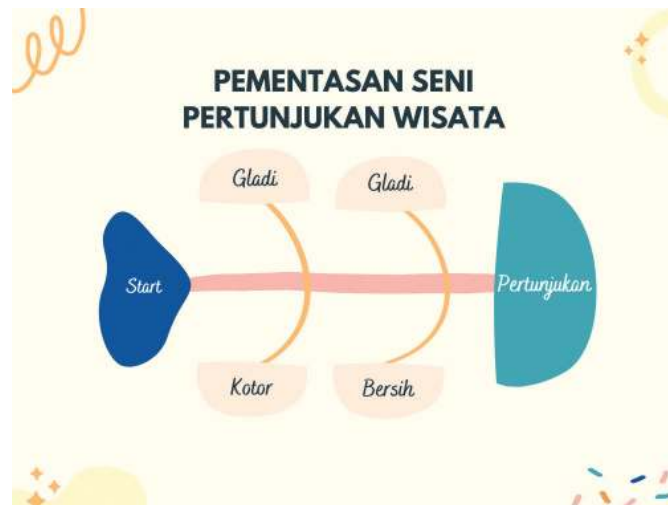 PEMENTASAN SENI
PERTUNJUKAN WISATA
Gladi
Gladi
Start
Pertunjukan
Kotor
Bersih